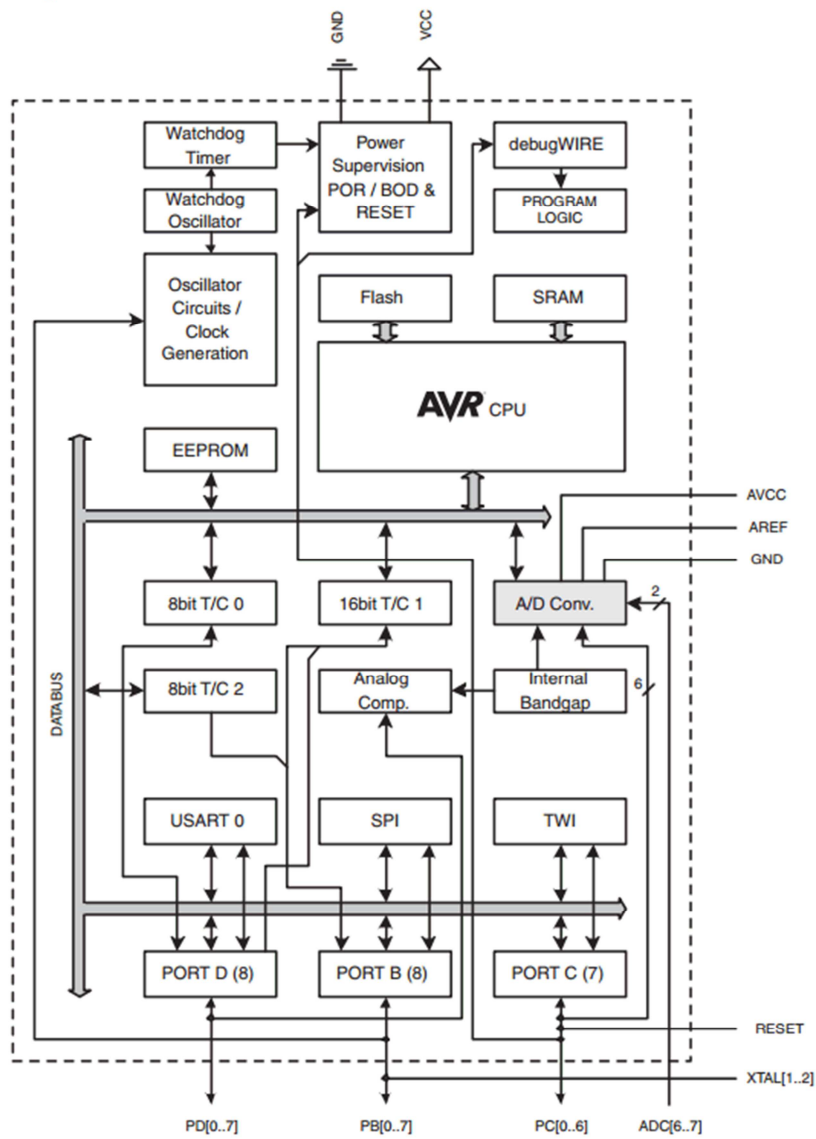 GND
VCC
Watchdog
Timer
Power
Supervision
POR / BOD &
RESET
debugWIRE
Watchdog
Oscillator
PROGRAM
LOGIC
Oscillator
Circuits /
Clock
Generation
Flash
SRAM
AVR CPU
EEPROM
AVCC
AREF
GND
8bit T/C 0
16bit T/C 1
A/D Conv.
2
8bit T/C 2
Analog
Comp.
Internal
Bandgap
6
DATABUS
USART 0
SPI
TWI
PORT D (8)
PORT B (8)
PORT C (7)
RESET
XTAL[1..2]
PD[0..7]
PB[0..7]
PC[0..6]
ADC[6..7]